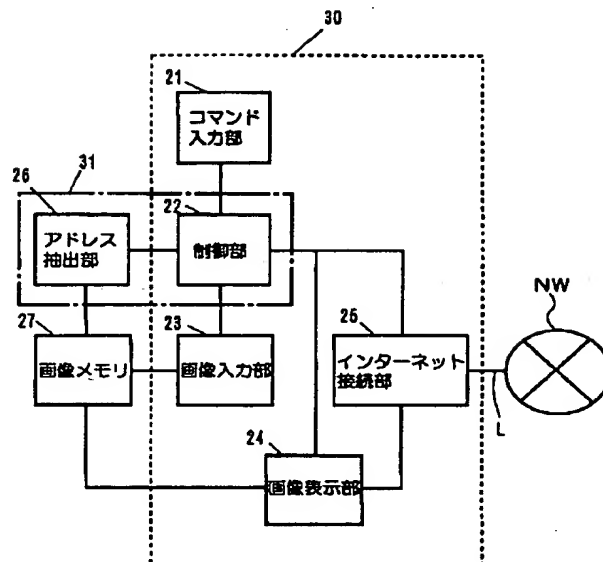 30
21
コマンド
入力部
31
26
アドレス
抽出部
22
制御部
27
画像メモリ
23
画像入力部
25
インターネット
接続部
NW
L
24
画像表示部